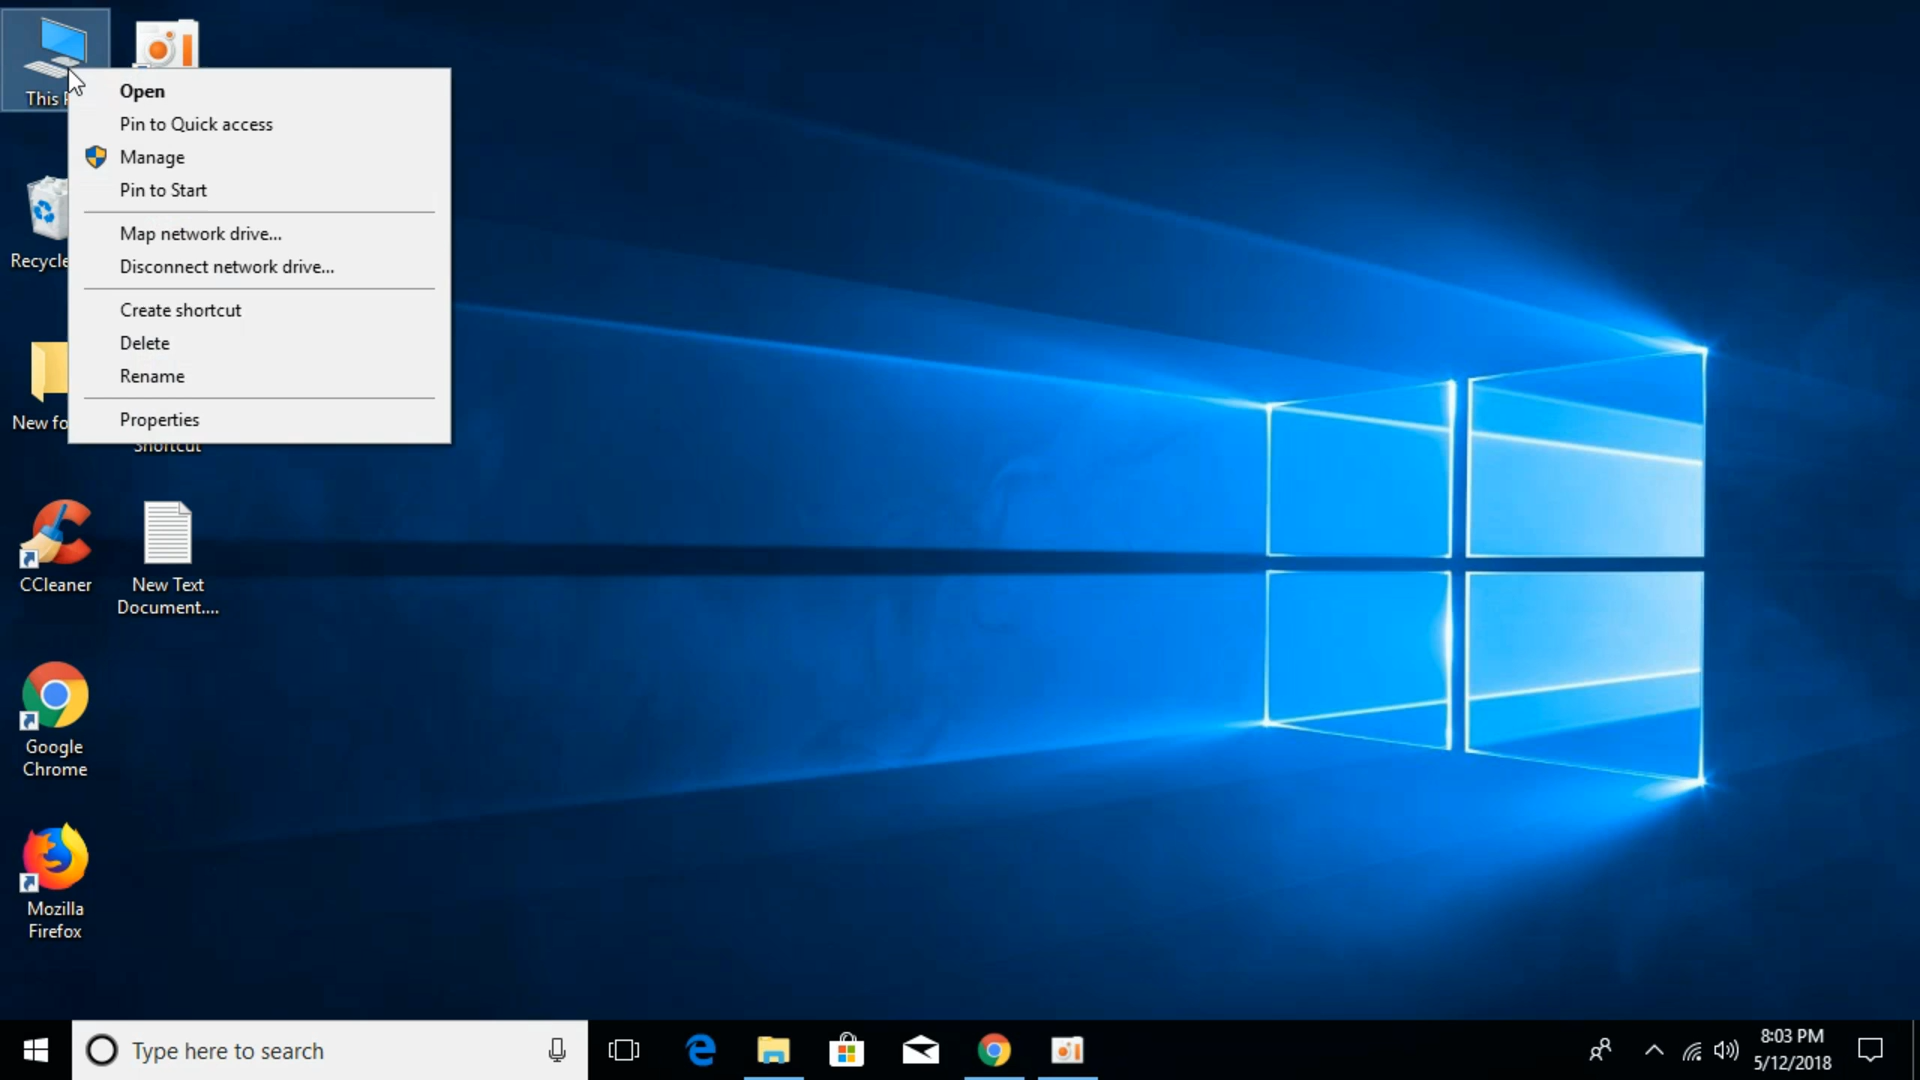 This
Open
Pin to Quick access
Manage
Pin to Start
Map network drive...
Disconnect network drive...
Create shortcut
Delete
Rename
Properties
Recycle
New fo
Shortcut
CCleaner
New Text
Document....
Google
Chrome
Mozilla
Firefox
Type here to search
8:03 PM
5/12/2018